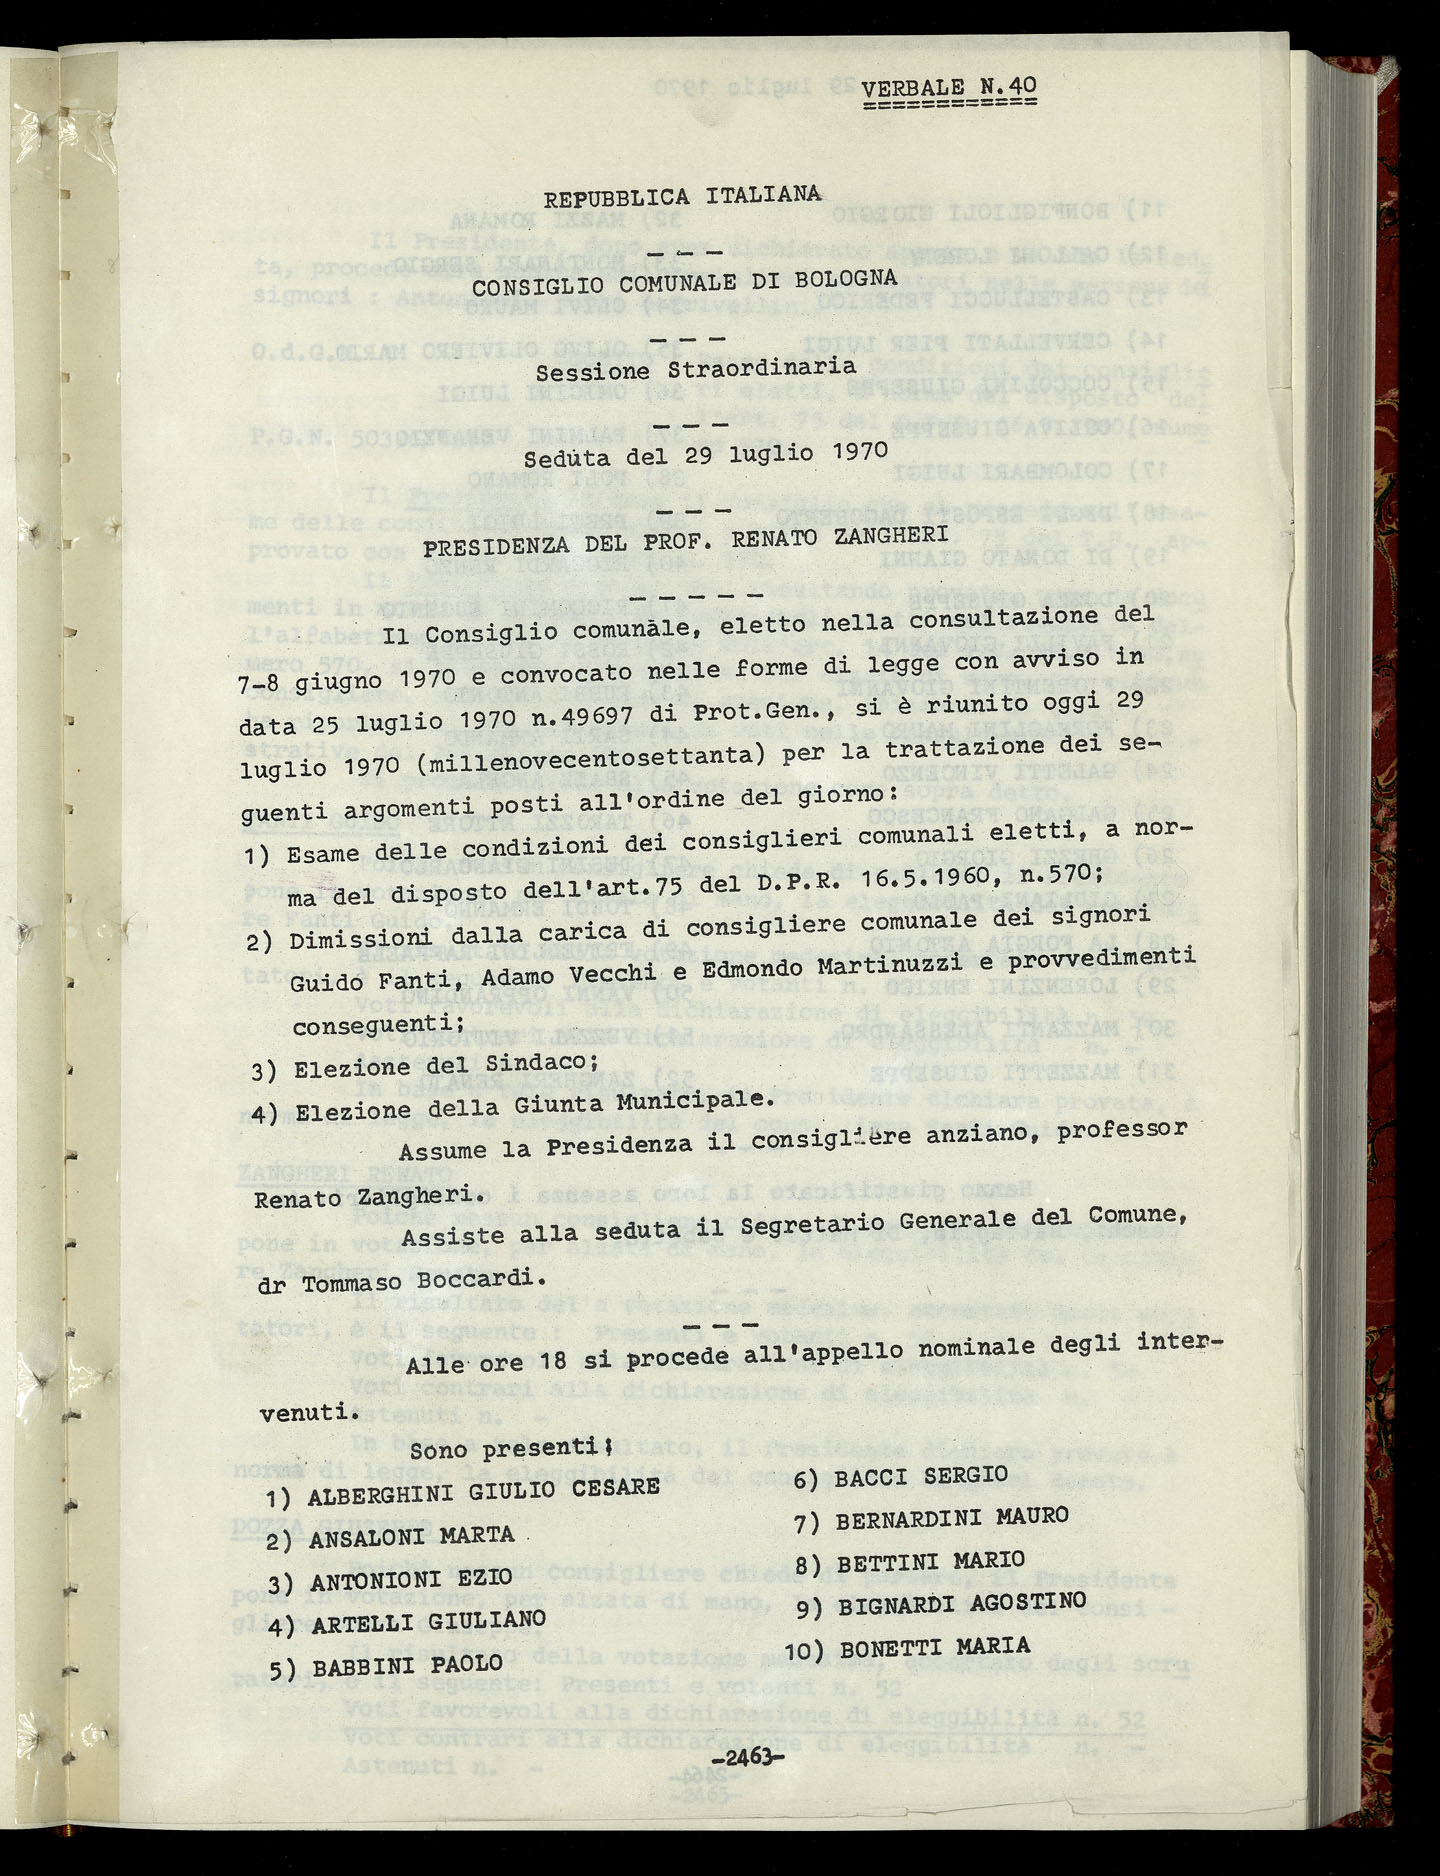 VERBALE N.40
REPUBBLICA ITALIANA
CONSIGLIO COMUNALE DI BOLOGNA
Sessione Straordinaria
Seduta del 29 luglio 1970
PRESIDENZA DEL PROF. RENATO ZANGHERI
Il Consiglio comunale, eletto nella consultazione del
7-8 giugno 1970 e convocato nelle forme di legge con avviso in
data 25 luglio 1970 n.49697 di Prot.Gen., si è riunito oggi 29
luglio 1970 (millenovecentosettanta) per la trattazione dei se-
guenti argomenti posti all'ordine del giorno:
1) Esame delle condizioni dei consiglieri comunali eletti, a nor-
ma del disposto dell'art.75 del D.P.R. 16.5.1960, n.570;
2) Dimissioni dalla carica di consigliere comunale dei signori
Guido Fanti, Adamo Vecchi e Edmondo Martinuzzi e provvedimenti
conseguenti;
3) Elezione del Sindaco;
4) Elezione della Giunta Municipale.
Assume la Presidenza il consigliere anziano, professor
Renato Zangheri.
Assiste alla seduta il Segretario Generale del Comune,
dr Tommaso Boccardi.
Alle ore 18 si procede all'appello nominale degli inter-
venuti.
Sono presenti:
1) ALBERGHINI GIULIO CESARE
2) ANSALONI MARTA
3) ANTONIONI EZIO
4) ARTELLI GIULIANO
5) BABBINI PAOLO
6) BACCI SERGIO
7) BERNARDINI MAURO
8) BETTINI MARIO
9) BIGNARDI AGOSTINO
10) BONETTI MARIA
-2463-